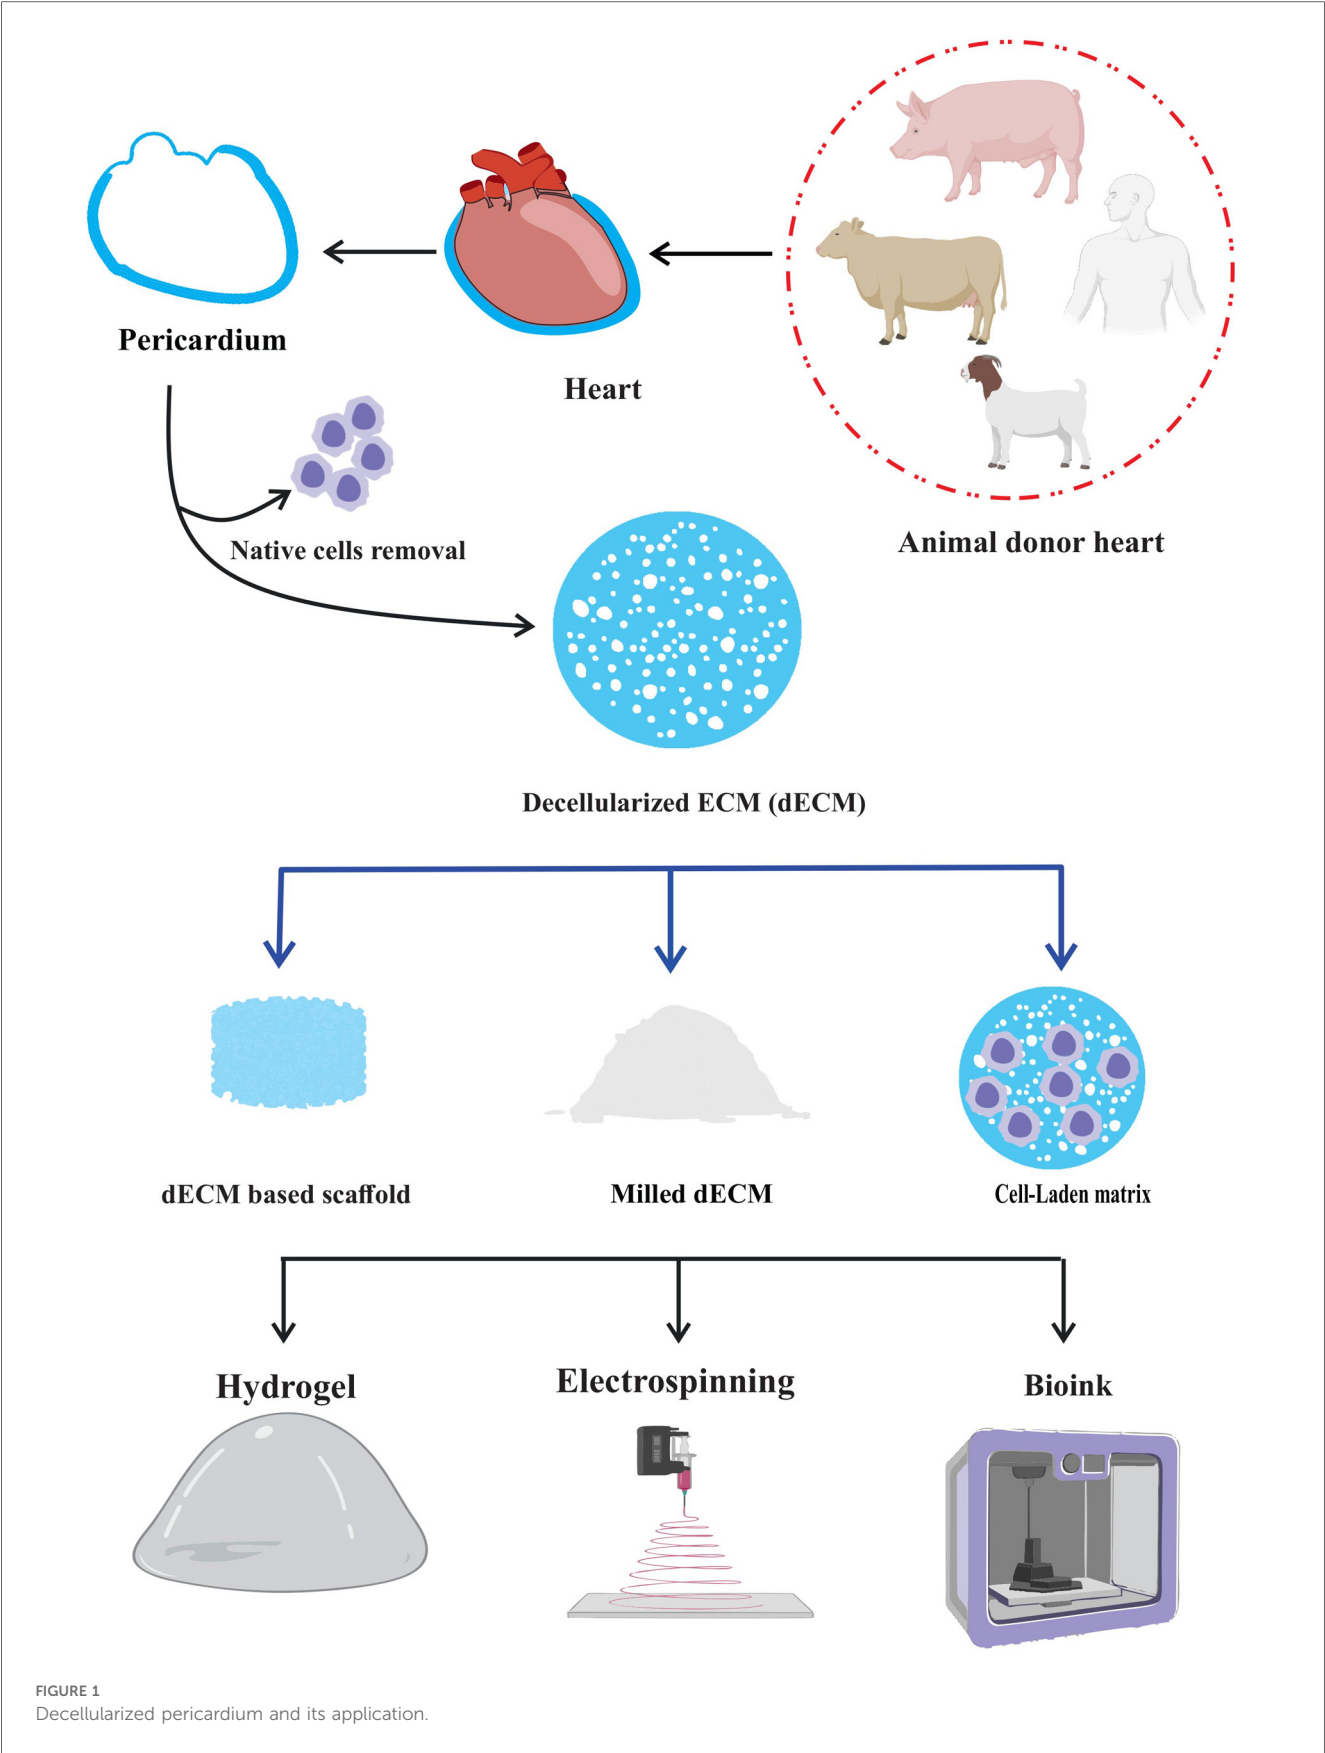 Pericardium
Heart
Animal donor heart
Native cells removal
Decellularized ECM (dECM)
dECM based scaffold
Milled dECM
Cell-Laden matrix
Hydrogel
Electrospinning
Bioink
FIGURE 1
Decellularized pericardium and its application.